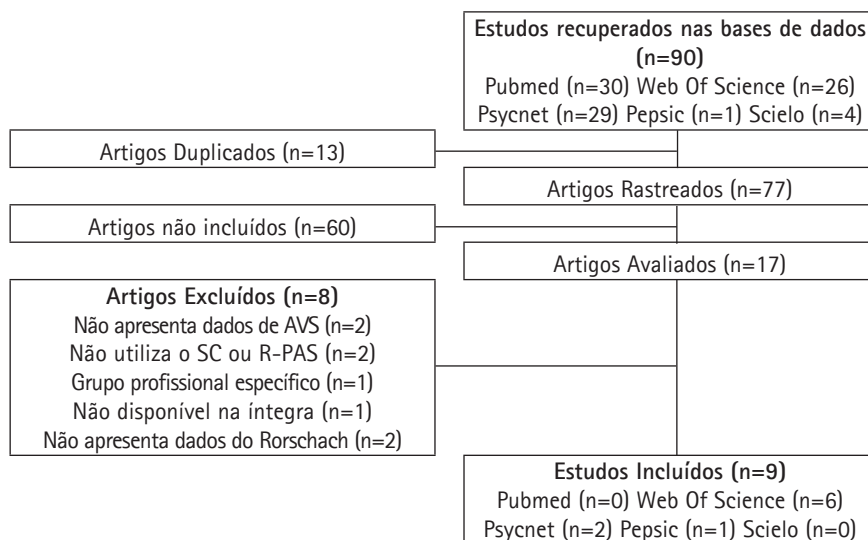 Estudos recuperados nas bases de dados
(n=90)
Pubmed (n=30) Web Of Science (n=26)
Psycnet (n=29) Pepsic (n=1) Scielo (n=4)
Artigos Duplicados (n=13)
Artigos Rastreados (n=77)
Artigos não incluídos (n=60)
Artigos Avaliados (n=17)
Artigos Excluídos (n=8)
Não apresenta dados de AVS (n=2)
Não utiliza o SC ou R-PAS (n=2)
Grupo profissional específico (n=1)
Não disponível na íntegra (n=1)
Não apresenta dados do Rorschach (n=2)
Estudos Incluídos (n=9)
Pubmed (n=0) Web Of Science (n=6)
Psycnet (n=2) Pepsic (n=1) Scielo (n=0)